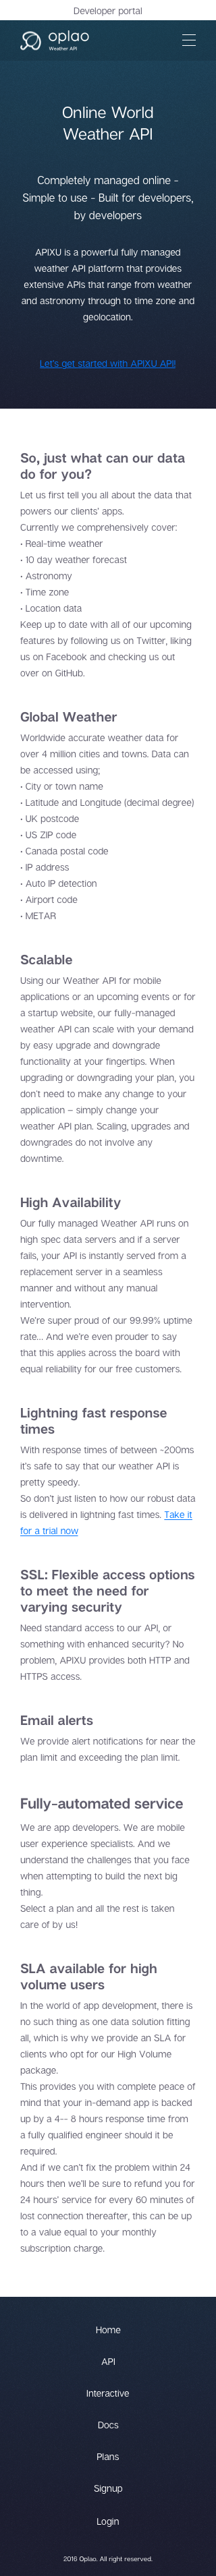 Developer portal
oplao
Weather API
Online World
Weather API
Completely managed online -
Simple to use - Built for developers,
by developers
APIXU is a powerful fully managed
weather API platform that provides
extensive APIs that range from weather
and astronomy through to time zone and
geolocation.
Let's get started with APIXU API!
So, just what can our data
do for you?
Let us first tell you all about the data that
powers our clients' apps.
Currently we comprehensively cover:
• Real-time weather
• 10 day weather forecast
• Astronomy
• Time zone
• Location data
Keep up to date with all of our upcoming
features by following us on Twitter, liking
us on Facebook and checking us out
over on GitHub.
Global Weather
Worldwide accurate weather data for
over 4 million cities and towns. Data can
be accessed using;
• City or town name
• Latitude and Longitude (decimal degree)
• UK postcode
• US ZIP code
• Canada postal code
• IP address
• Auto IP detection
• Airport code
• METAR
Scalable
Using our Weather API for mobile
applications or an upcoming events or for
a startup website, our fully-managed
weather API can scale with your demand
by easy upgrade and downgrade
functionality at your fingertips. When
upgrading or downgrading your plan, you
don't need to make any change to your
application – simply change your
weather API plan. Scaling, upgrades and
downgrades do not involve any
downtime.
High Availability
Our fully managed Weather API runs on
high spec data servers and if a server
fails, your API is instantly served from a
replacement server in a seamless
manner and without any manual
intervention.
We're super proud of our 99.99% uptime
rate... And we're even prouder to say
that this applies across the board with
equal reliability for our free customers.
Lightning fast response
times
With response times of between ~200ms
it's safe to say that our weather API is
pretty speedy.
So don't just listen to how our robust data
is delivered in lightning fast times. Take it
for a trial now
SSL: Flexible access options
to meet the need for
varying security
Need standard access to our API, or
something with enhanced security? No
problem, APIXU provides both HTTP and
HTTPS access.
Email alerts
We provide alert notifications for near the
plan limit and exceeding the plan limit.
Fully-automated service
We are app developers. We are mobile
user experience specialists. And we
understand the challenges that you face
when attempting to build the next big
thing.
Select a plan and all the rest is taken
care of by us!
SLA available for high
volume users
In the world of app development, there is
no such thing as one data solution fitting
all, which is why we provide an SLA for
clients who opt for our High Volume
package.
This provides you with complete peace of
mind that your in-demand app is backed
up by a 4-- 8 hours response time from
a fully qualified engineer should it be
required.
And if we can't fix the problem within 24
hours then we'll be sure to refund you for
24 hours' service for every 60 minutes of
lost connection thereafter, this can be up
to a value equal to your monthly
subscription charge.
Home
API
Interactive
Docs
Plans
Signup
Login
2016 Oplao. All right reserved.